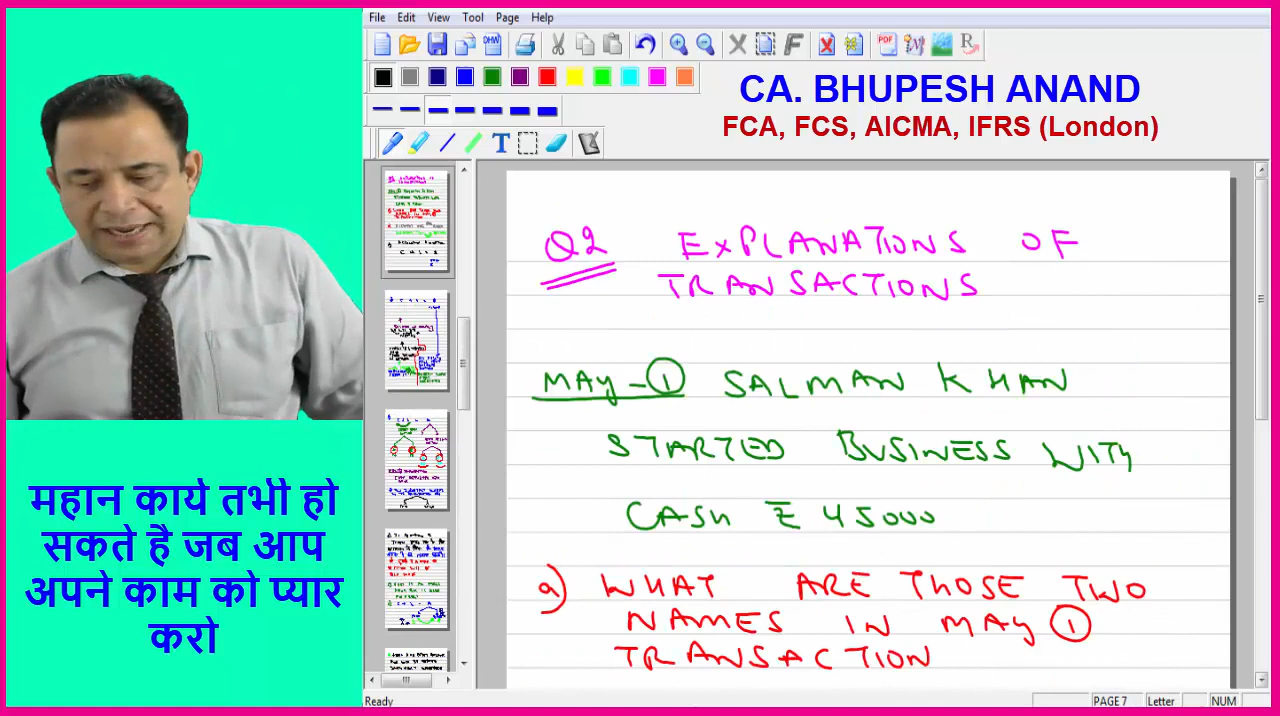 File Edit View Tool Page Help
CA. BHUPESH ANAND
FCA, FCS, AICMA, IFRS (London)
Q2 EXPLANATIONS OF
TRANSACTIONS
MAY-① SALMAN KHAN
STARTED BUSINESS WITH
CASH ₹ 45000
a) WHAT ARE THOSE TWO
NAMES IN MAY ①
TRANSACTION
महान कार्य तभी हो
सकते है जब आप
अपने काम को प्यार
करो
Ready PAGE 7 Letter NUM